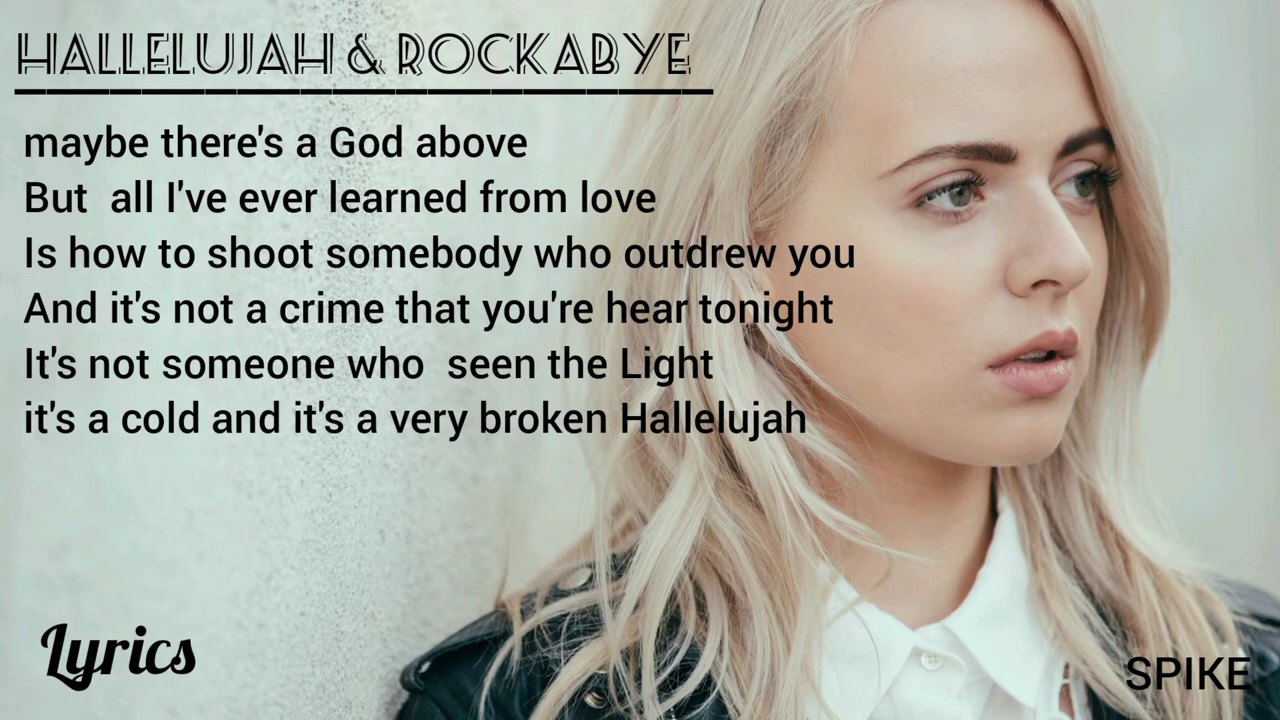 HALLELUJAH & ROCKABYE
maybe there's a God above
But  all I've ever learned from love
Is how to shoot somebody who outdrew you
And it's not a crime that you're hear tonight
It's not someone who  seen the Light
it's a cold and it's a very broken Hallelujah
Lyrics
SPIKE